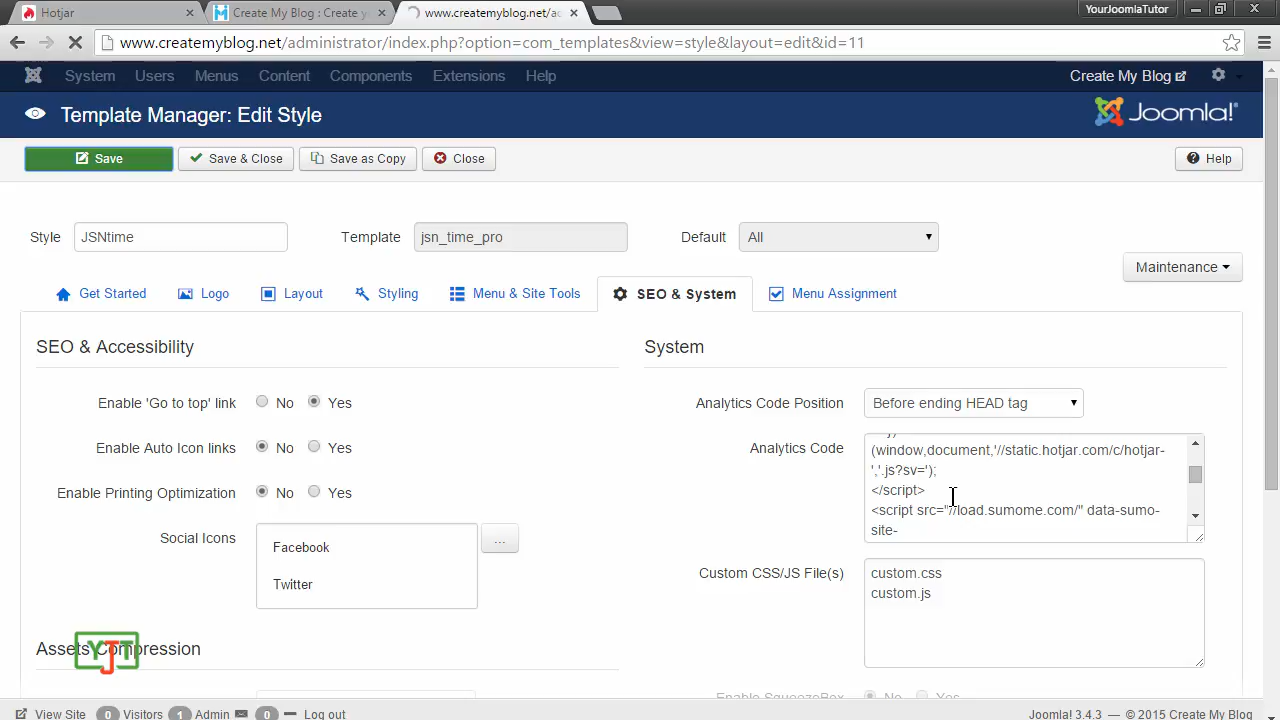 Hotjar × Create My Blog : Create y × www.createmyblog.net/a × YourJoomlaTutor
www.createmyblog.net/administrator/index.php?option=com_templates&view=style&layout=edit&id=11
System Users Menus Content Components Extensions Help Create My Blog
Template Manager: Edit Style Joomla!®
Save Save & Close Save as Copy Close Help
Style JSNtime Template jsn_time_pro Default All
Maintenance
Get Started Logo Layout Styling Menu & Site Tools SEO & System Menu Assignment
SEO & Accessibility System
Enable 'Go to top' link No Yes Analytics Code Position Before ending HEAD tag
Enable Auto Icon links No Yes Analytics Code
(window,document,'//static.hotjar.com/c/hotjar-
','.js?sv=');
</script>
<script src="//load.sumome.com/" data-sumo-
site-
Enable Printing Optimization No Yes
Social Icons Facebook ...
Twitter
Custom CSS/JS File(s) custom.css
custom.js
Assets Compression
YJT
Enable SqueezeBox No Yes
View Site 0 Visitors 1 Admin 0 Log out Joomla! 3.4.3 — © 2015 Create My Blog